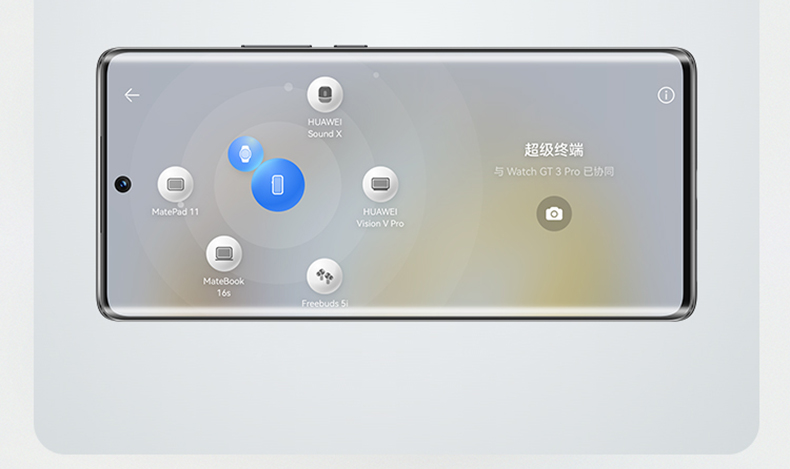 HUAWEI
Sound X
超级终端
与 Watch GT 3 Pro 已协同
MatePad 11
HUAWEI
Vision V Pro
MateBook
16s
Freebuds 5i